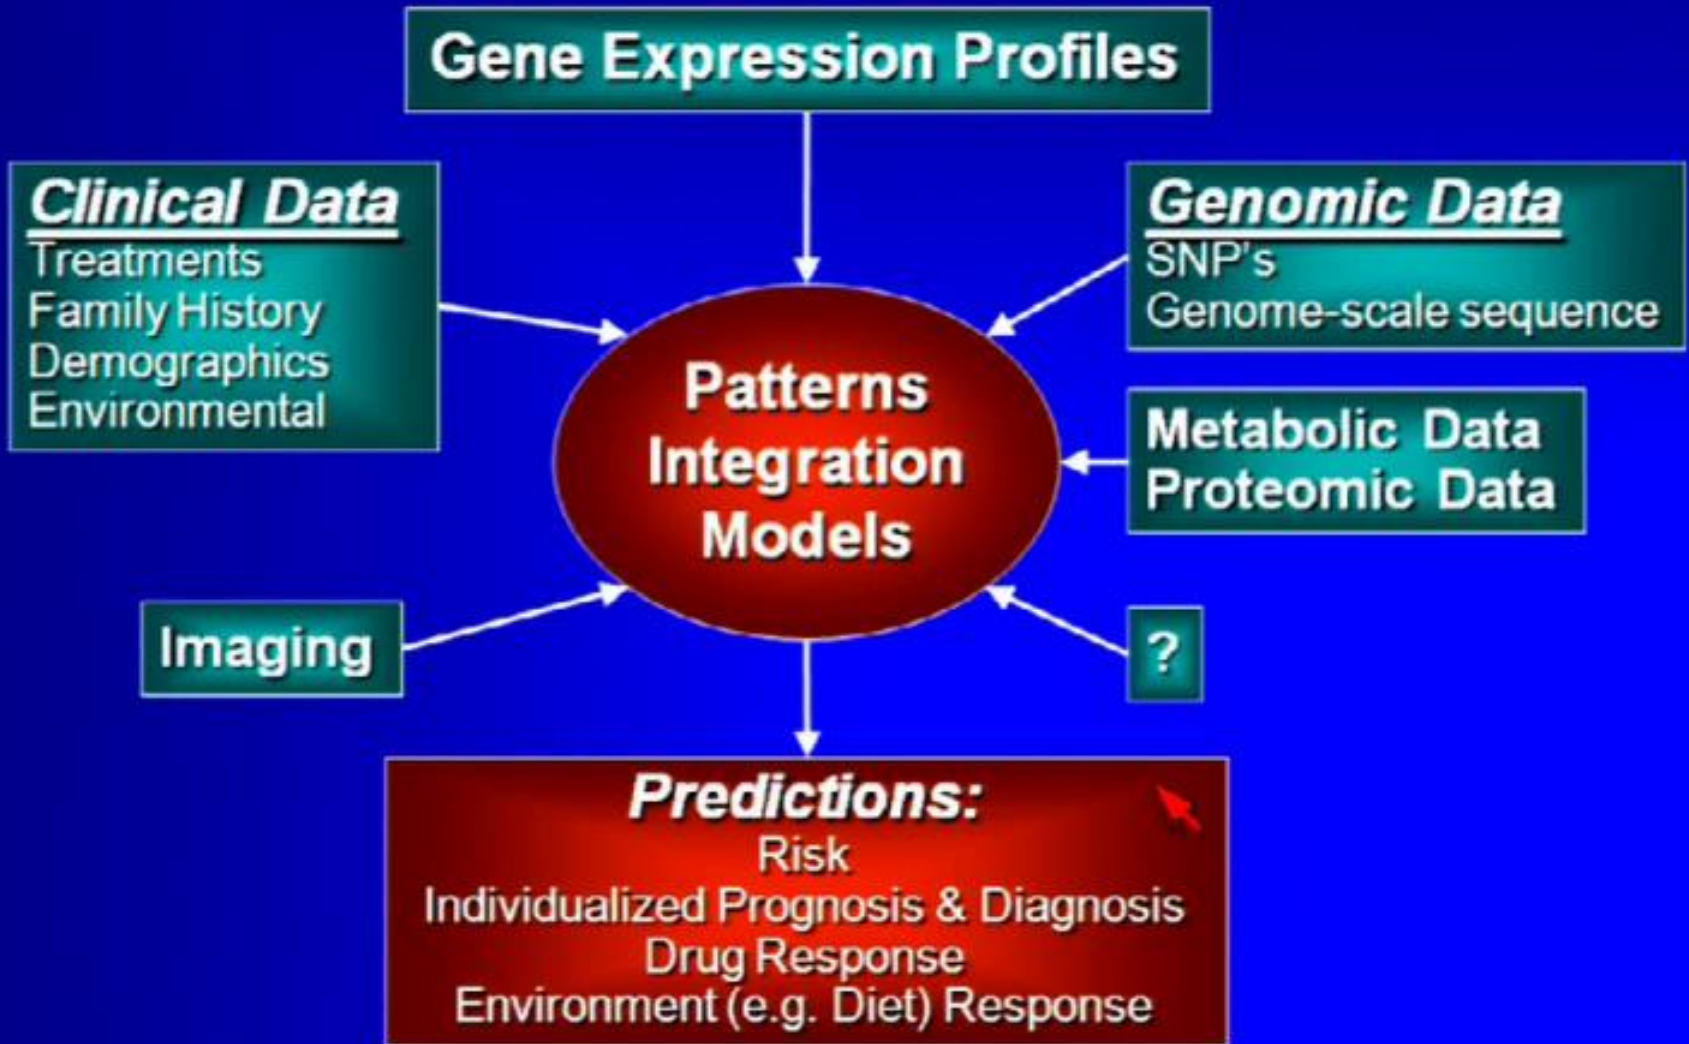 Gene Expression Profiles
Clinical Data
Treatments
Family History
Demographics
Environmental
Genomic Data
SNP's
Genome-scale sequence
Patterns
Integration
Models
Metabolic Data
Proteomic Data
Imaging
?
Predictions:
Risk
Individualized Prognosis & Diagnosis
Drug Response
Environment (e.g. Diet) Response